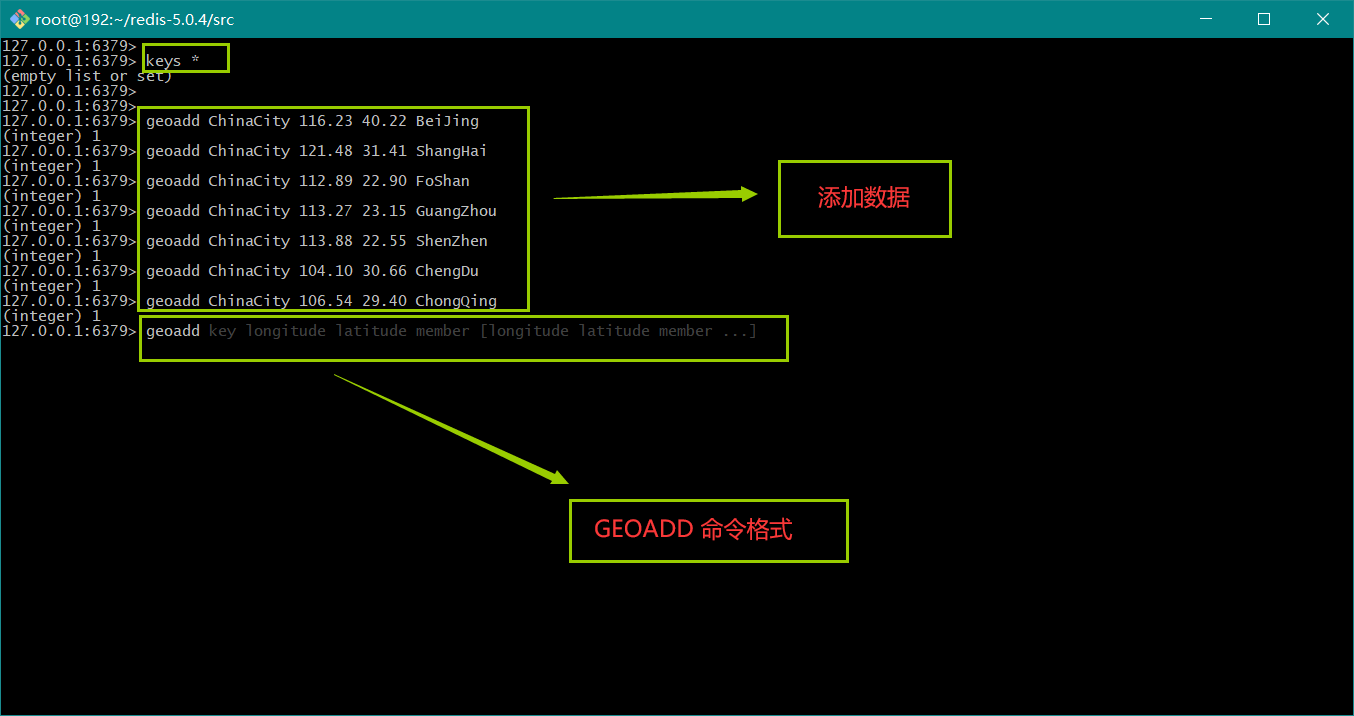 root@192:~/redis-5.0.4/src
127.0.0.1:6379>
127.0.0.1:6379> keys *
(empty list or set)
127.0.0.1:6379>
127.0.0.1:6379>
127.0.0.1:6379> geoadd ChinaCity 116.23 40.22 BeiJing
(integer) 1
127.0.0.1:6379> geoadd ChinaCity 121.48 31.41 ShangHai
(integer) 1
127.0.0.1:6379> geoadd ChinaCity 112.89 22.90 FoShan
(integer) 1
127.0.0.1:6379> geoadd ChinaCity 113.27 23.15 GuangZhou
(integer) 1
127.0.0.1:6379> geoadd ChinaCity 113.88 22.55 ShenZhen
(integer) 1
127.0.0.1:6379> geoadd ChinaCity 104.10 30.66 ChengDu
(integer) 1
127.0.0.1:6379> geoadd ChinaCity 106.54 29.40 ChongQing
(integer) 1
127.0.0.1:6379> geoadd key longitude latitude member [longitude latitude member ...]
添加数据
GEOADD 命令格式